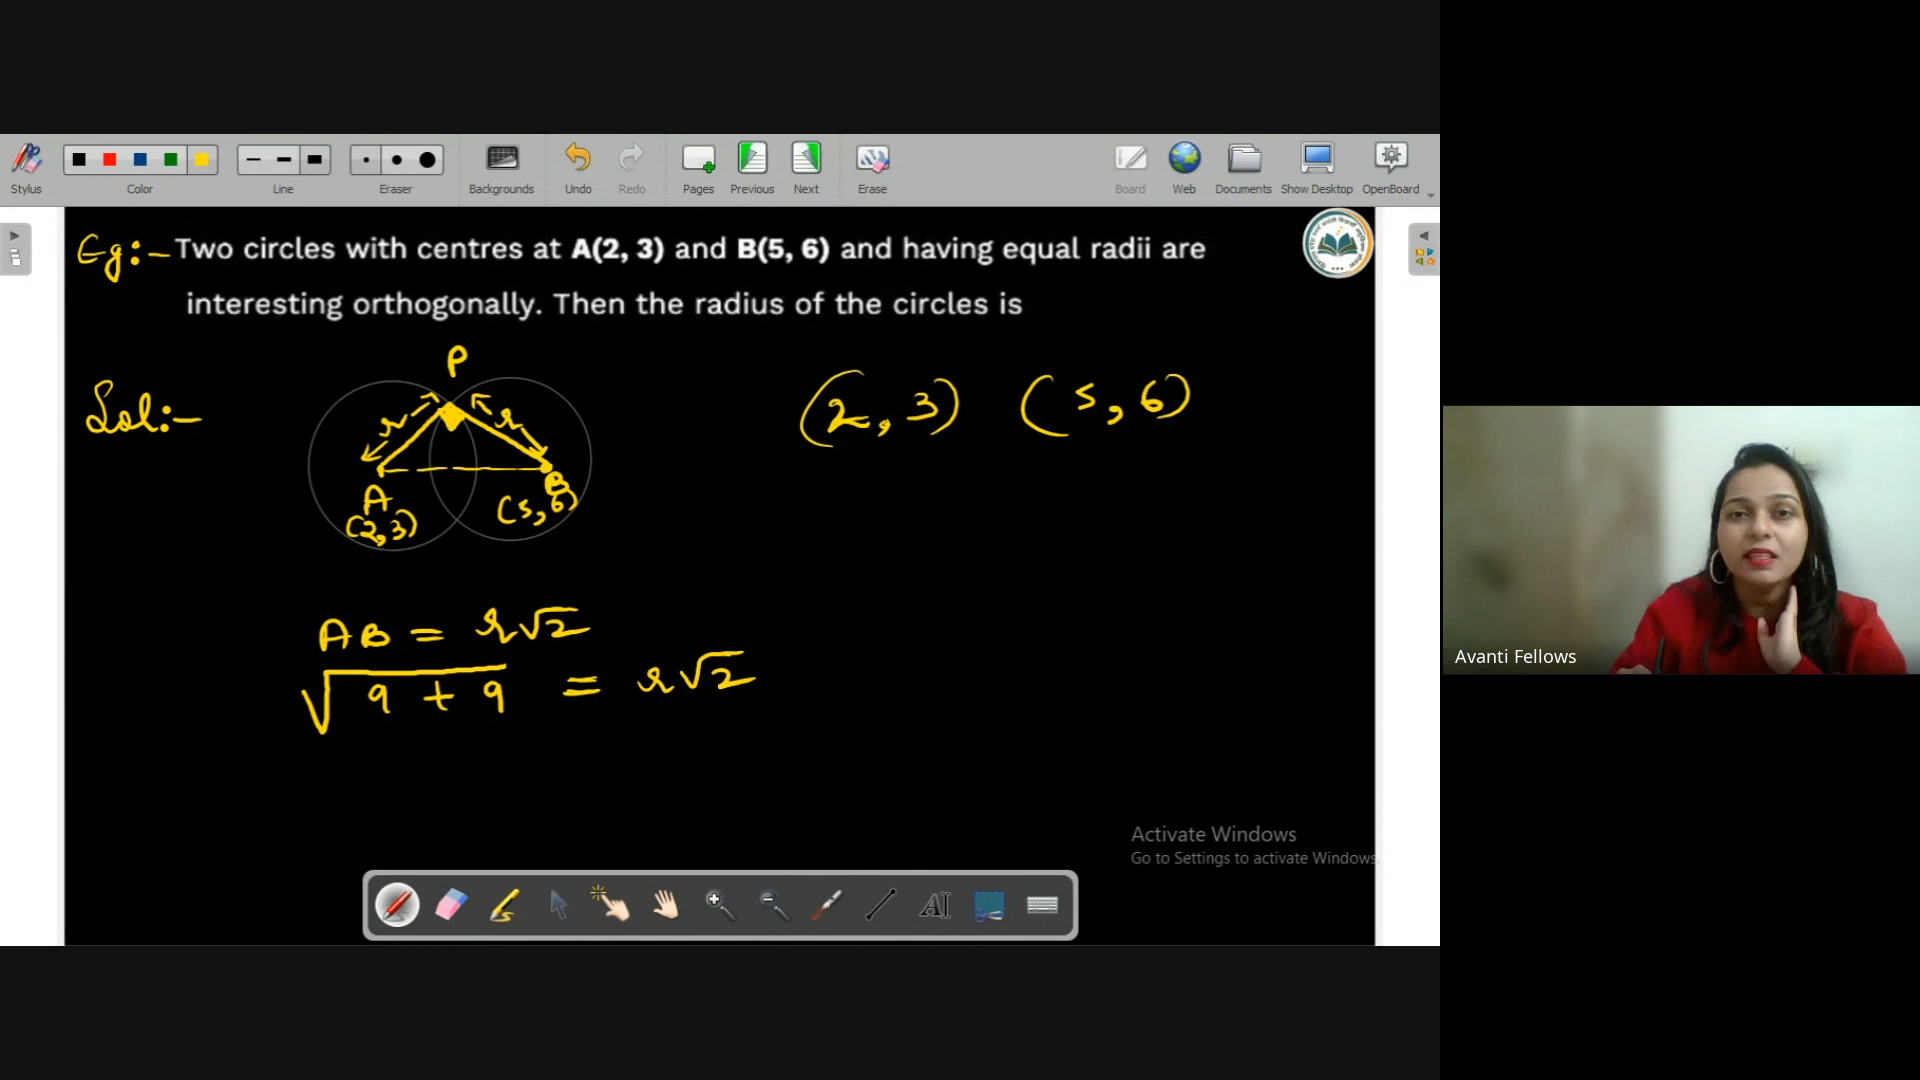 Stylus
Color
Line
Eraser
Backgrounds
Undo
Redo
Pages
Previous
Next
Erase
Board
Web
Documents
Show Desktop
OpenBoard
Eg:- Two circles with centres at A(2, 3) and B(5, 6) and having equal radii are
interesting orthogonally. Then the radius of the circles is
Sol:-
P
r r
A B
(2,3) (5,6)
(2, 3) (5, 6)
AB = r√2
√9 + 9 = r√2
Avanti Fellows
Activate Windows
Go to Settings to activate Windows.
AI